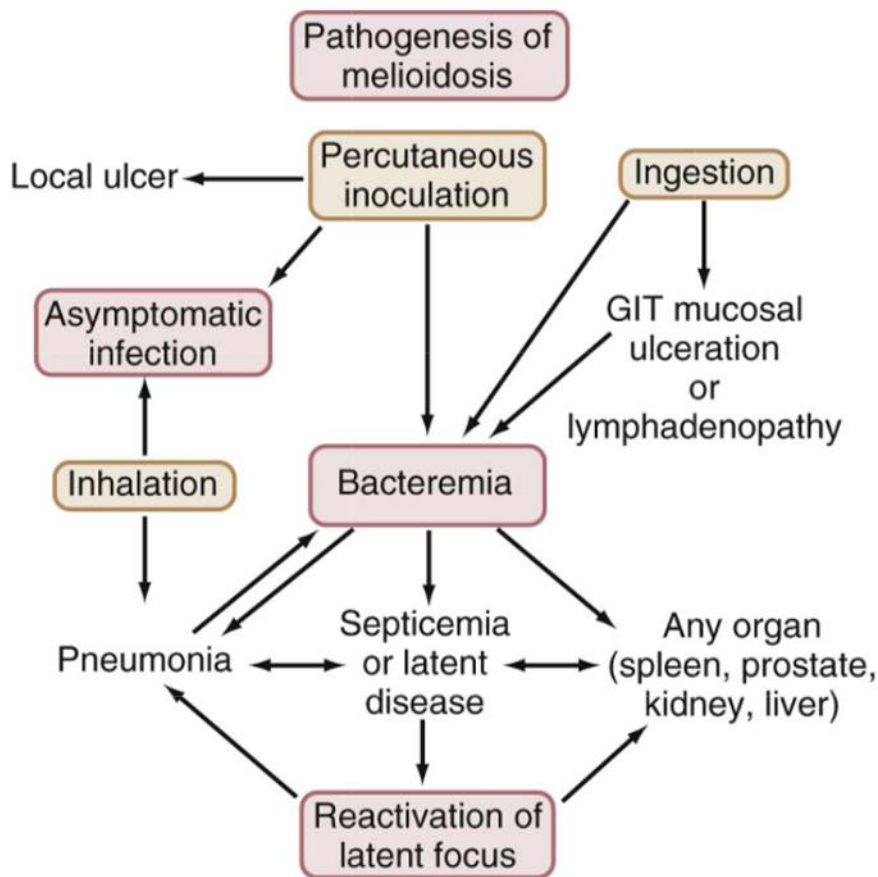 Pathogenesis of
melioidosis
Local ulcer
Percutaneous
inoculation
Ingestion
Asymptomatic
infection
GIT mucosal
ulceration
or
lymphadenopathy
Inhalation
Bacteremia
Pneumonia
Septicemia
or latent
disease
Any organ
(spleen, prostate,
kidney, liver)
Reactivation of
latent focus